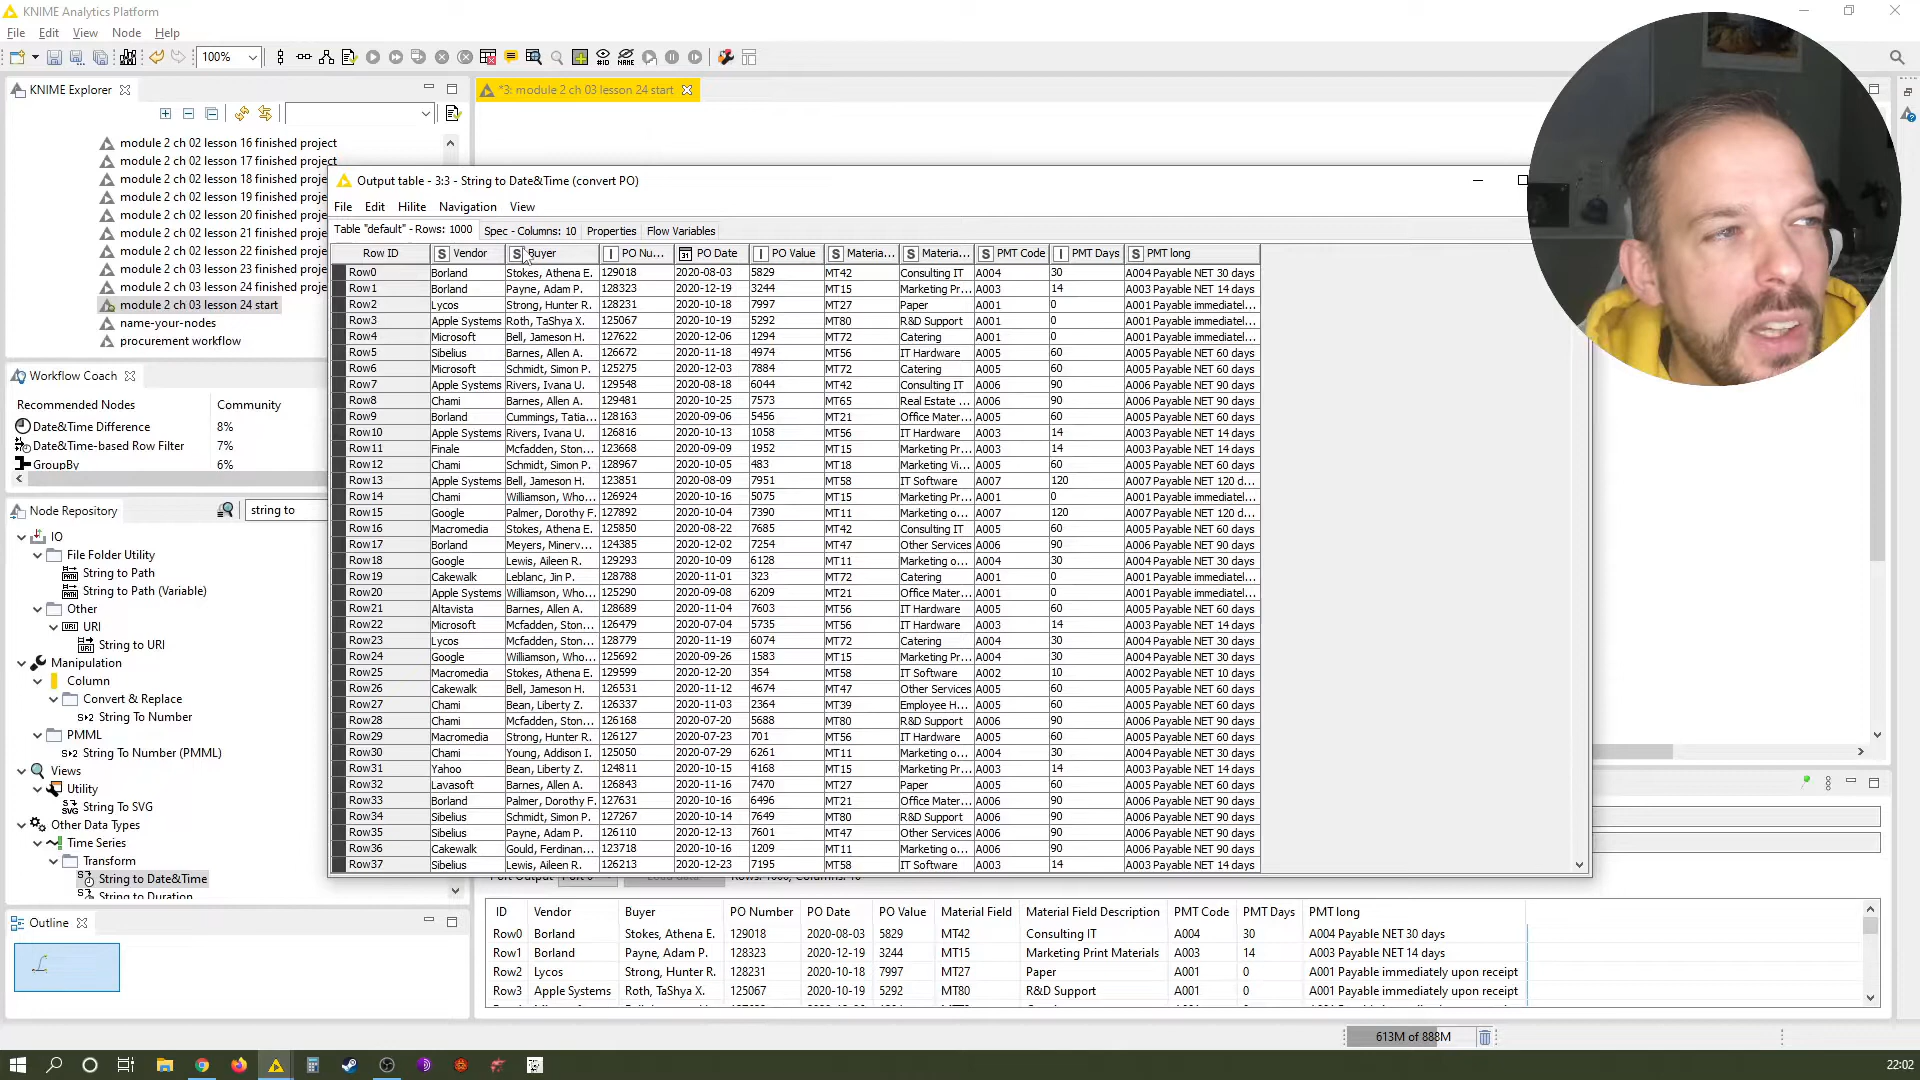 KNIME Analytics Platform
File Edit View Node Help
100%
KNIME Explorer
*3: module 2 ch 03 lesson 24 start
module 2 ch 02 lesson 16 finished project
module 2 ch 02 lesson 17 finished project
module 2 ch 02 lesson 18 finished proje
module 2 ch 02 lesson 19 finished proje
module 2 ch 02 lesson 20 finished proje
module 2 ch 02 lesson 21 finished proje
module 2 ch 02 lesson 22 finished proje
module 2 ch 02 lesson 23 finished proje
module 2 ch 03 lesson 24 finished proje
module 2 ch 03 lesson 24 start
name-your-nodes
procurement workflow
Workflow Coach
Recommended Nodes Community
Date&Time Difference 8%
Date&Time-based Row Filter 7%
GroupBy 6%
Node Repository string to
IO
File Folder Utility
String to Path
String to Path (Variable)
Other
URI
String to URI
Manipulation
Column
Convert & Replace
String To Number
PMML
String To Number (PMML)
Views
Utility
String To SVG
Other Data Types
Time Series
Transform
String to Date&Time
String to Duration
Outline
Output table - 3:3 - String to Date&Time (convert PO)
File Edit Hilite Navigation View
Table "default" - Rows: 1000 Spec - Columns: 10 Properties Flow Variables
Row ID S Vendor S Buyer I PO Nu... PO Date I PO Value S Materia... S Materia... S PMT Code I PMT Days S PMT long
Row0 Borland Stokes, Athena E. 129018 2020-08-03 5829 MT42 Consulting IT A004 30 A004 Payable NET 30 days
Row1 Borland Payne, Adam P. 128323 2020-12-19 3244 MT15 Marketing Pr... A003 14 A003 Payable NET 14 days
Row2 Lycos Strong, Hunter R. 128231 2020-10-18 7997 MT27 Paper A001 0 A001 Payable immediatel...
Row3 Apple Systems Roth, TaShya X. 125067 2020-10-19 5292 MT80 R&D Support A001 0 A001 Payable immediatel...
Row4 Microsoft Bell, Jameson H. 127622 2020-12-06 1294 MT72 Catering A001 0 A001 Payable immediatel...
Row5 Sibelius Barnes, Allen A. 126672 2020-11-18 4974 MT56 IT Hardware A005 60 A005 Payable NET 60 days
Row6 Microsoft Schmidt, Simon P. 125275 2020-12-03 7884 MT72 Catering A005 60 A005 Payable NET 60 days
Row7 Apple Systems Rivers, Ivana U. 129548 2020-08-18 6044 MT42 Consulting IT A006 90 A006 Payable NET 90 days
Row8 Chami Barnes, Allen A. 129481 2020-10-25 7573 MT65 Real Estate ... A006 90 A006 Payable NET 90 days
Row9 Borland Cummings, Tatia... 128163 2020-09-06 5456 MT21 Office Mater... A005 60 A005 Payable NET 60 days
Row10 Apple Systems Rivers, Ivana U. 126816 2020-10-13 1058 MT56 IT Hardware A003 14 A003 Payable NET 14 days
Row11 Finale Mcfadden, Ston... 123668 2020-09-09 1952 MT15 Marketing Pr... A003 14 A003 Payable NET 14 days
Row12 Chami Schmidt, Simon P. 128967 2020-10-05 483 MT18 Marketing Vi... A005 60 A005 Payable NET 60 days
Row13 Apple Systems Bell, Jameson H. 123851 2020-08-09 7951 MT58 IT Software A007 120 A007 Payable NET 120 d...
Row14 Chami Williamson, Who... 126924 2020-10-16 5075 MT15 Marketing Pr... A001 0 A001 Payable immediatel...
Row15 Google Palmer, Dorothy F. 127892 2020-10-04 7390 MT11 Marketing o... A007 120 A007 Payable NET 120 d...
Row16 Macromedia Stokes, Athena E. 125850 2020-08-22 7685 MT42 Consulting IT A005 60 A005 Payable NET 60 days
Row17 Borland Meyers, Minerv... 124385 2020-12-02 7254 MT47 Other Services A006 90 A006 Payable NET 90 days
Row18 Google Lewis, Aileen R. 129293 2020-10-09 6128 MT11 Marketing o... A004 30 A004 Payable NET 30 days
Row19 Cakewalk Leblanc, Jin P. 128788 2020-11-01 323 MT72 Catering A001 0 A001 Payable immediatel...
Row20 Apple Systems Williamson, Who... 125290 2020-09-08 6209 MT21 Office Mater... A001 0 A001 Payable immediatel...
Row21 Altavista Barnes, Allen A. 128689 2020-11-04 7603 MT56 IT Hardware A005 60 A005 Payable NET 60 days
Row22 Microsoft Mcfadden, Ston... 126479 2020-07-04 5735 MT56 IT Hardware A003 14 A003 Payable NET 14 days
Row23 Lycos Mcfadden, Ston... 128779 2020-11-19 6074 MT72 Catering A004 30 A004 Payable NET 30 days
Row24 Google Williamson, Who... 125692 2020-09-26 1583 MT15 Marketing Pr... A004 30 A004 Payable NET 30 days
Row25 Macromedia Stokes, Athena E. 129599 2020-12-20 354 MT58 IT Software A002 10 A002 Payable NET 10 days
Row26 Cakewalk Bell, Jameson H. 126531 2020-11-12 4674 MT47 Other Services A005 60 A005 Payable NET 60 days
Row27 Chami Bean, Liberty Z. 126337 2020-11-03 2364 MT39 Employee H... A005 60 A005 Payable NET 60 days
Row28 Chami Mcfadden, Ston... 126168 2020-07-20 5688 MT80 R&D Support A006 90 A006 Payable NET 90 days
Row29 Macromedia Strong, Hunter R. 126127 2020-07-23 701 MT56 IT Hardware A005 60 A005 Payable NET 60 days
Row30 Chami Young, Addison I. 125050 2020-07-29 6261 MT11 Marketing o... A004 30 A004 Payable NET 30 days
Row31 Yahoo Bean, Liberty Z. 124811 2020-10-15 4168 MT15 Marketing Pr... A003 14 A003 Payable NET 14 days
Row32 Lavasoft Barnes, Allen A. 126843 2020-11-16 7470 MT27 Paper A005 60 A005 Payable NET 60 days
Row33 Borland Palmer, Dorothy F. 127631 2020-10-16 6496 MT21 Office Mater... A006 90 A006 Payable NET 90 days
Row34 Sibelius Schmidt, Simon P. 127267 2020-10-14 7649 MT80 R&D Support A006 90 A006 Payable NET 90 days
Row35 Sibelius Payne, Adam P. 126110 2020-12-13 7601 MT47 Other Services A006 90 A006 Payable NET 90 days
Row36 Cakewalk Gould, Ferdinan... 123718 2020-10-16 1209 MT11 Marketing o... A006 90 A006 Payable NET 90 days
Row37 Sibelius Lewis, Aileen R. 126213 2020-12-23 7195 MT58 IT Software A003 14 A003 Payable NET 14 days
ID Vendor Buyer PO Number PO Date PO Value Material Field Material Field Description PMT Code PMT Days PMT long
Row0 Borland Stokes, Athena E. 129018 2020-08-03 5829 MT42 Consulting IT A004 30 A004 Payable NET 30 days
Row1 Borland Payne, Adam P. 128323 2020-12-19 3244 MT15 Marketing Print Materials A003 14 A003 Payable NET 14 days
Row2 Lycos Strong, Hunter R. 128231 2020-10-18 7997 MT27 Paper A001 0 A001 Payable immediately upon receipt
Row3 Apple Systems Roth, TaShya X. 125067 2020-10-19 5292 MT80 R&D Support A001 0 A001 Payable immediately upon receipt
613M of 888M
22:02